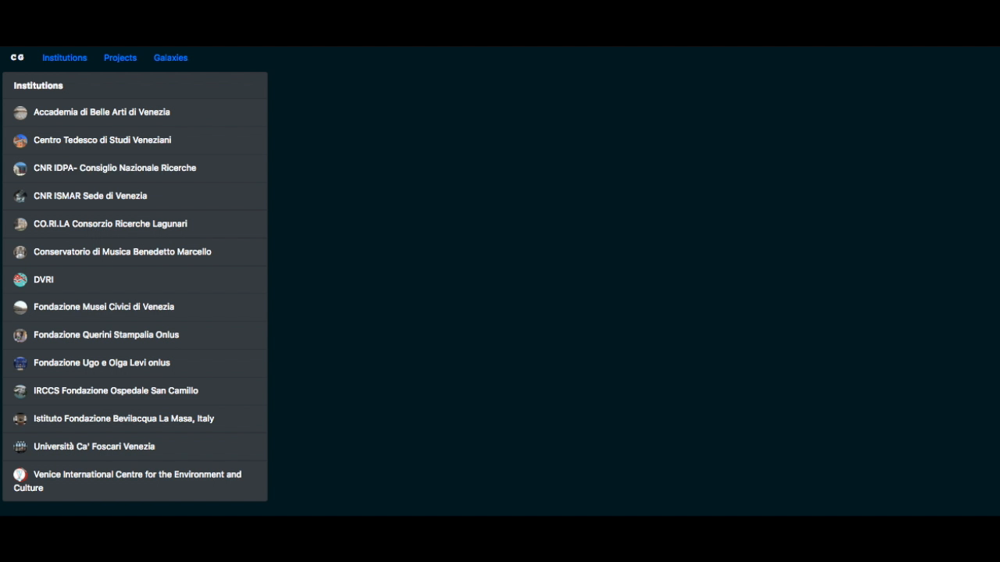 CG Institutions Projects Galaxies
Institutions
Accademia di Belle Arti di Venezia
Centro Tedesco di Studi Veneziani
CNR IDPA- Consiglio Nazionale Ricerche
CNR ISMAR Sede di Venezia
CO.RI.LA Consorzio Ricerche Lagunari
Conservatorio di Musica Benedetto Marcello
DVRI
Fondazione Musei Civici di Venezia
Fondazione Querini Stampalia Onlus
Fondazione Ugo e Olga Levi onlus
IRCCS Fondazione Ospedale San Camillo
Istituto Fondazione Bevilacqua La Masa, Italy
Università Ca' Foscari Venezia
Venice International Centre for the Environment and
Culture